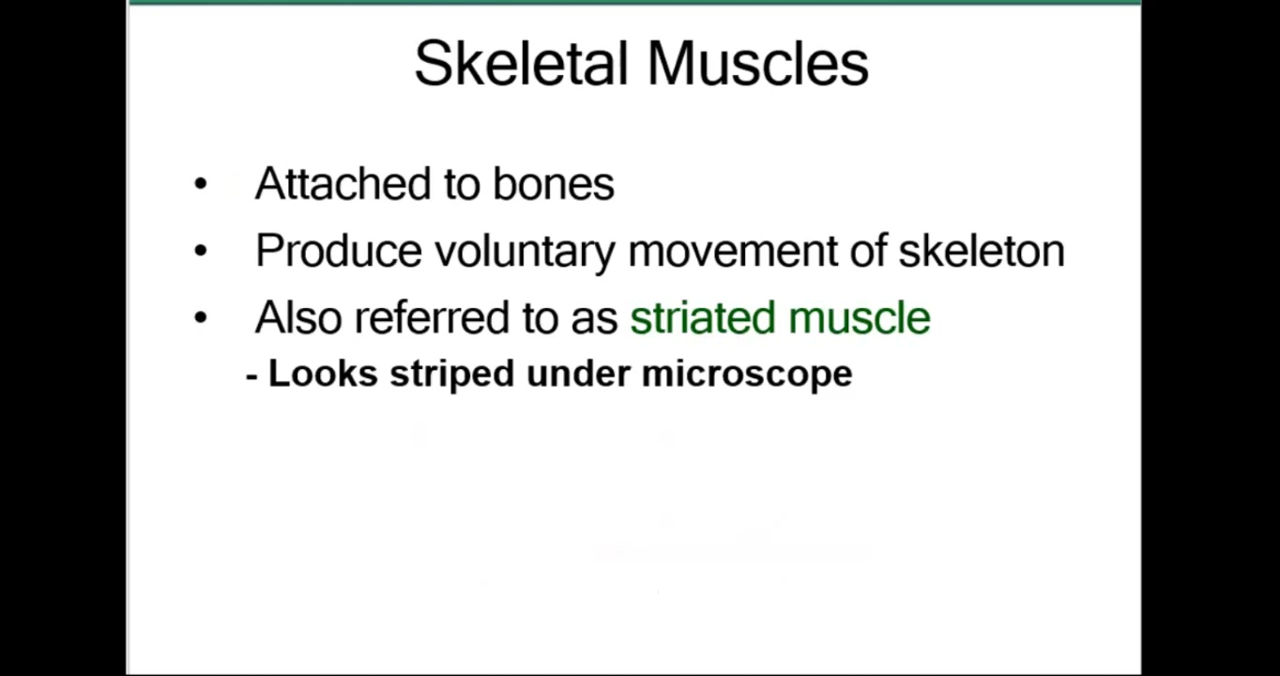 Skeletal Muscles
• Attached to bones
• Produce voluntary movement of skeleton
• Also referred to as striated muscle
- Looks striped under microscope